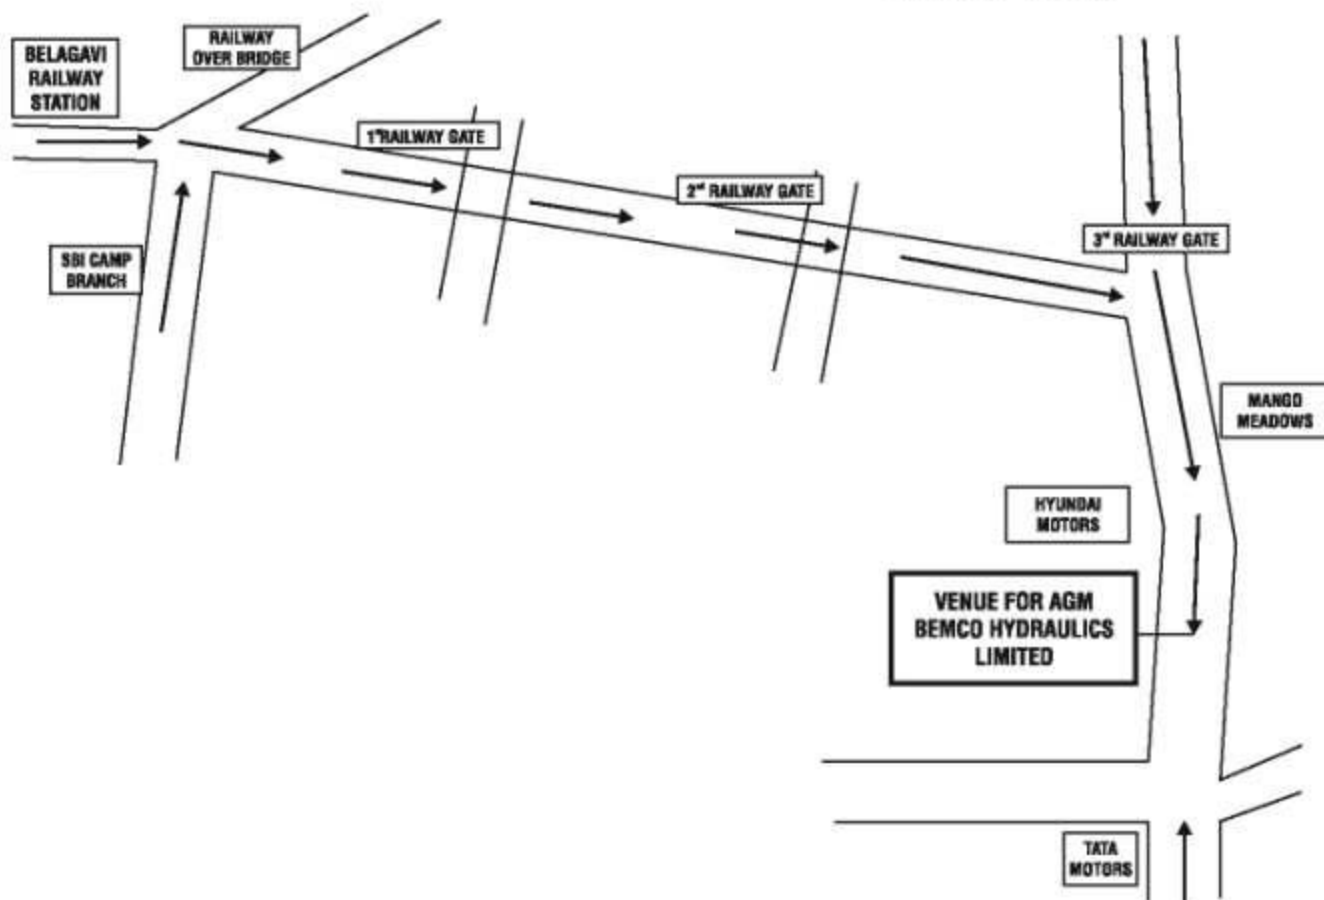 BELAGAVI
RAILWAY
STATION
RAILWAY
OVER BRIDGE
1st RAILWAY GATE
2nd RAILWAY GATE
3rd RAILWAY GATE
SBI CAMP
BRANCH
MANGO
MEADOWS
HYUNDAI
MOTORS
VENUE FOR AGM
BEMCO HYDRAULICS
LIMITED
TATA
MOTORS